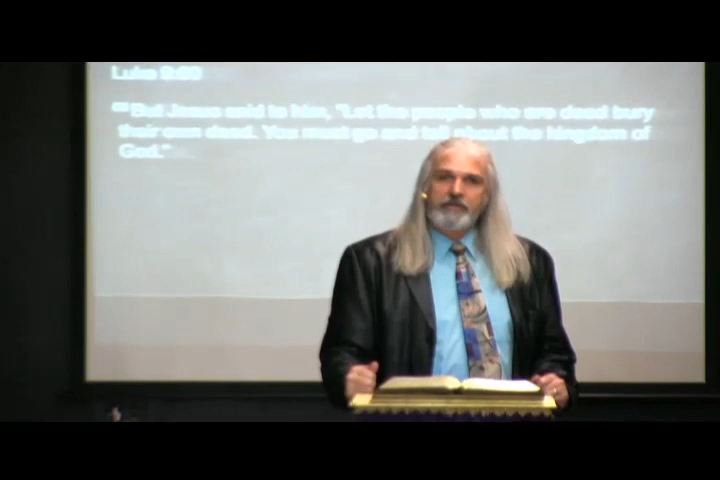 Luke 9:60
60 But Jesus said to him, "Let the people who are dead bury
their own dead. You must go and tell about the kingdom of
God."